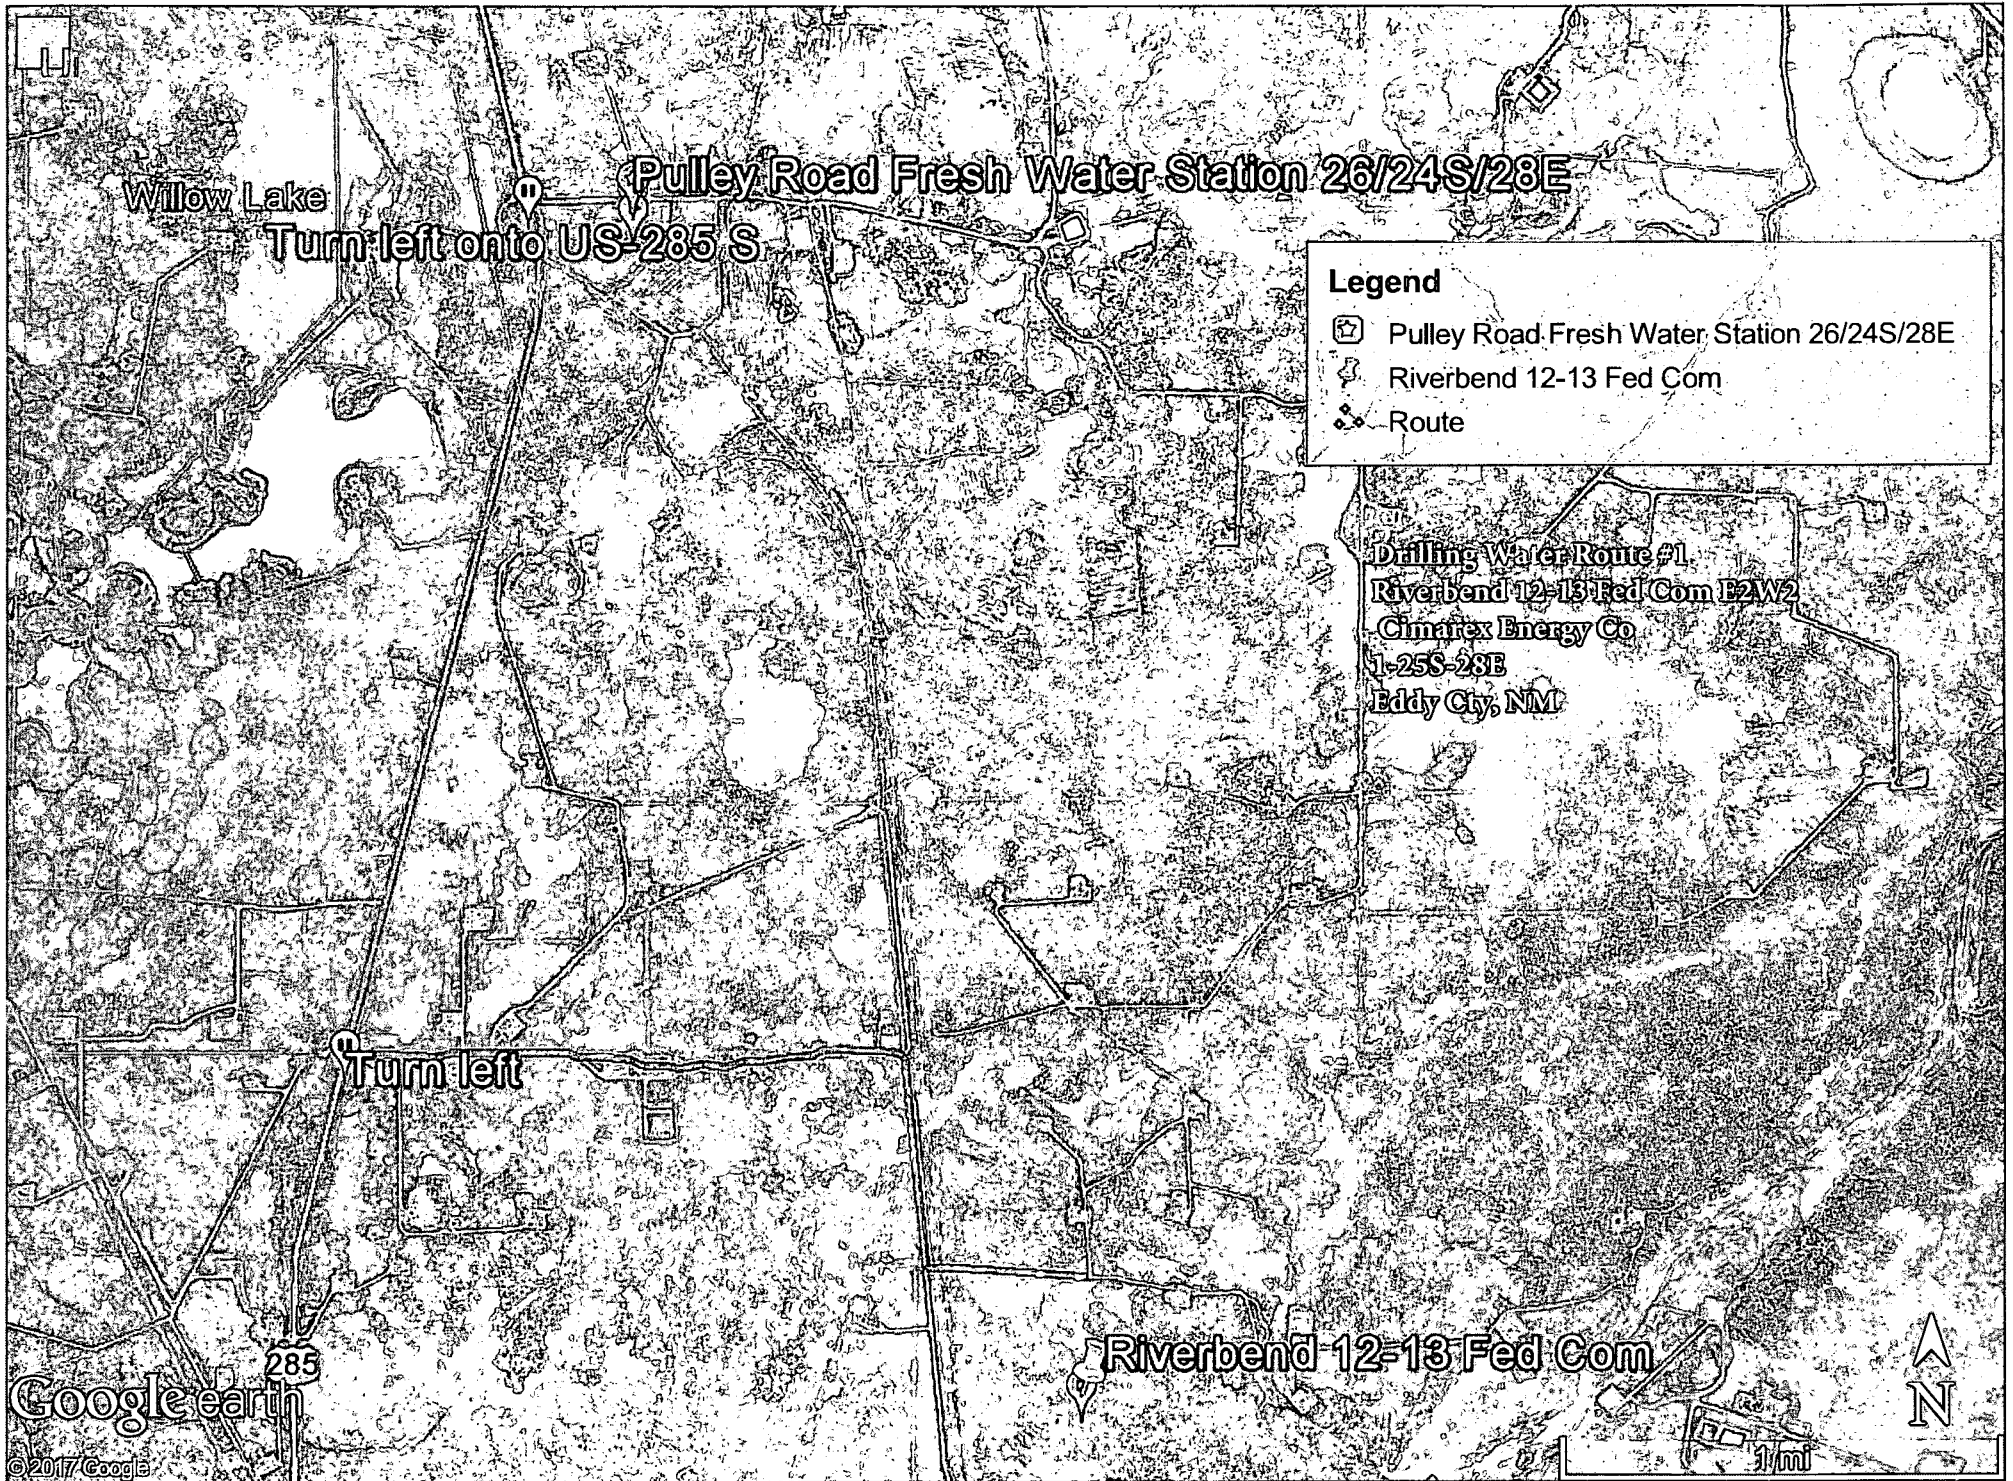 Willow Lake
Pulley Road Fresh Water Station 26/24S/28E
Turn left onto US-285 S
Legend
Pulley Road Fresh Water Station 26/24S/28E
Riverbend 12-13 Fed Com
Route
Drilling Water Route #1
Riverbend 12-13 Fed Com E2W2
Cimarex Energy Co
1-25S-28E
Eddy Cty, NM
Turn left
Riverbend 12-13 Fed Com
285
Google earth
N
1 mi
© 2017 Google